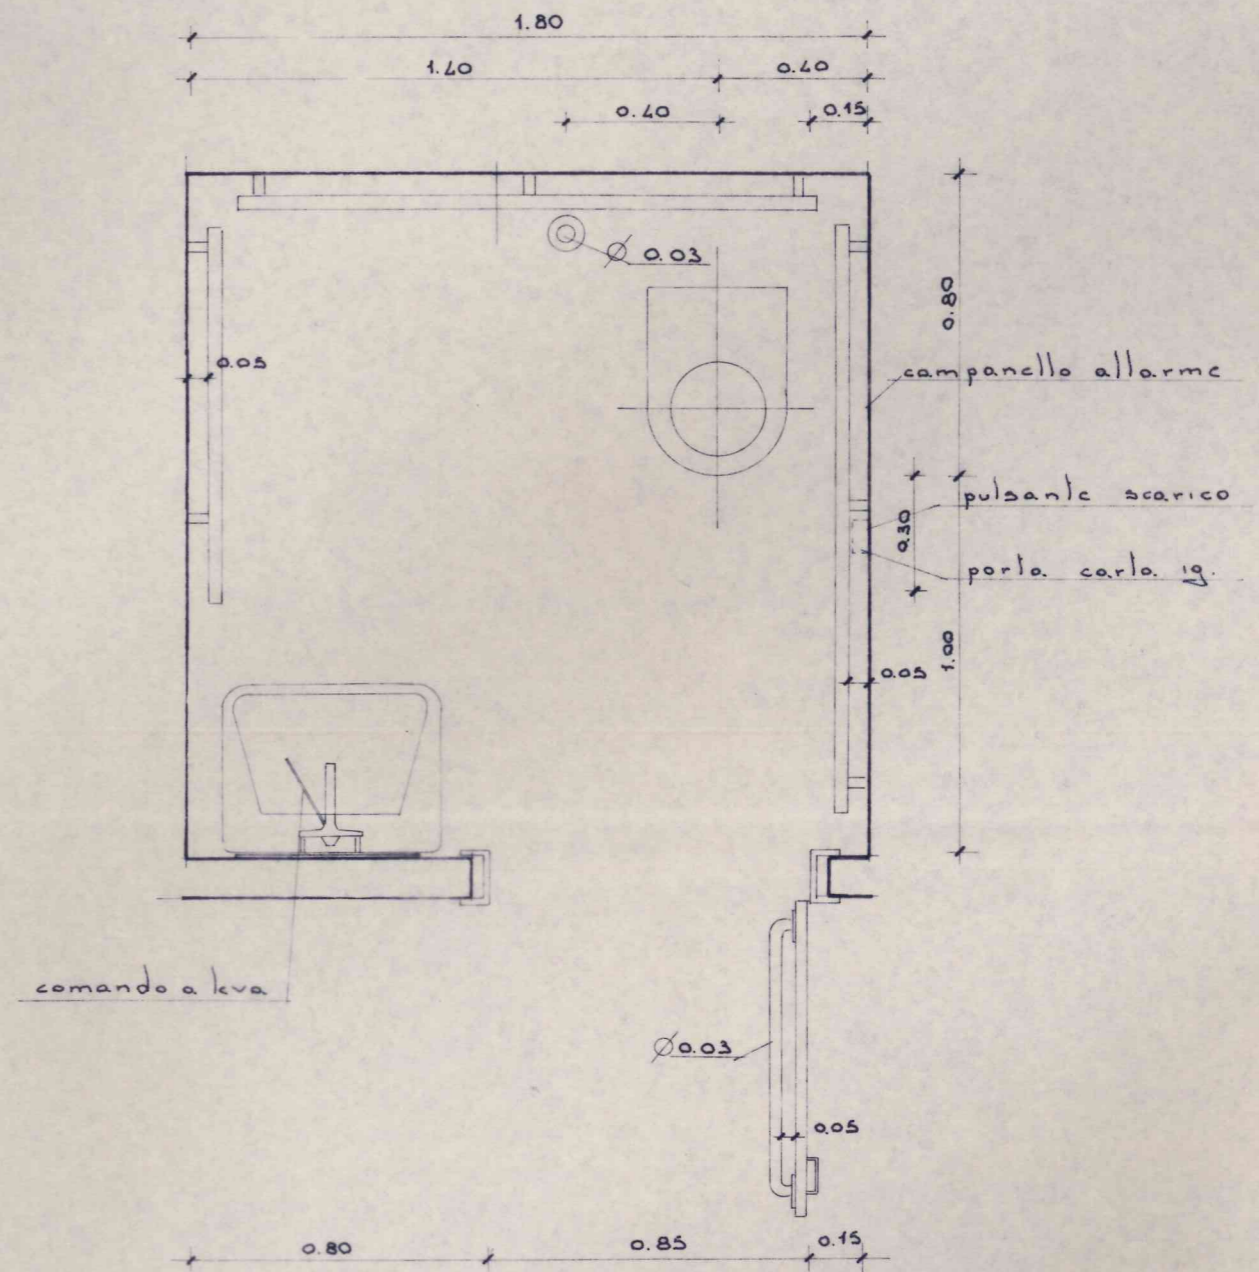 1.80
1.40
0.40
0.40
0.15
Ø 0.03
0.80
0.05
campanello allarme
pulsante scarico
0.30
porta carta ig.
1.00
0.05
comando a leva
Ø 0.03
0.05
0.80
0.85
0.15